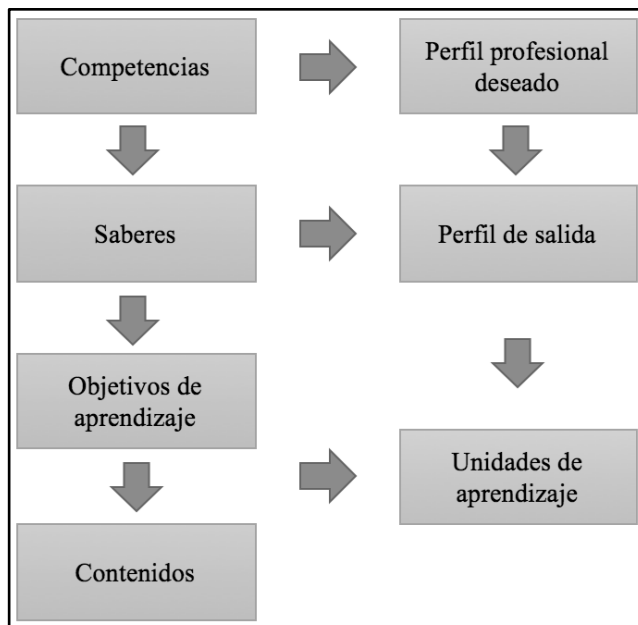 Competencias
Perfil profesional
deseado
Saberes
Perfil de salida
Objetivos de
aprendizaje
Unidades de
aprendizaje
Contenidos